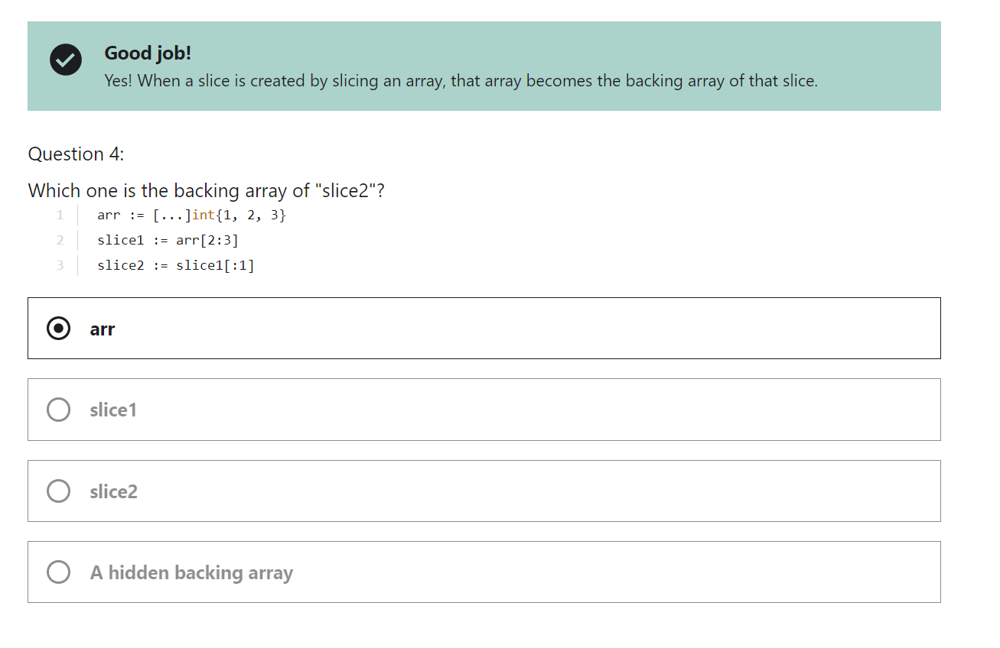 Good job!
Yes! When a slice is created by slicing an array, that array becomes the backing array of that slice.
Question 4:
Which one is the backing array of "slice2"?
1 arr := [...]int{1, 2, 3}
2 slice1 := arr[2:3]
3 slice2 := slice1[:1]
arr
slice1
slice2
A hidden backing array